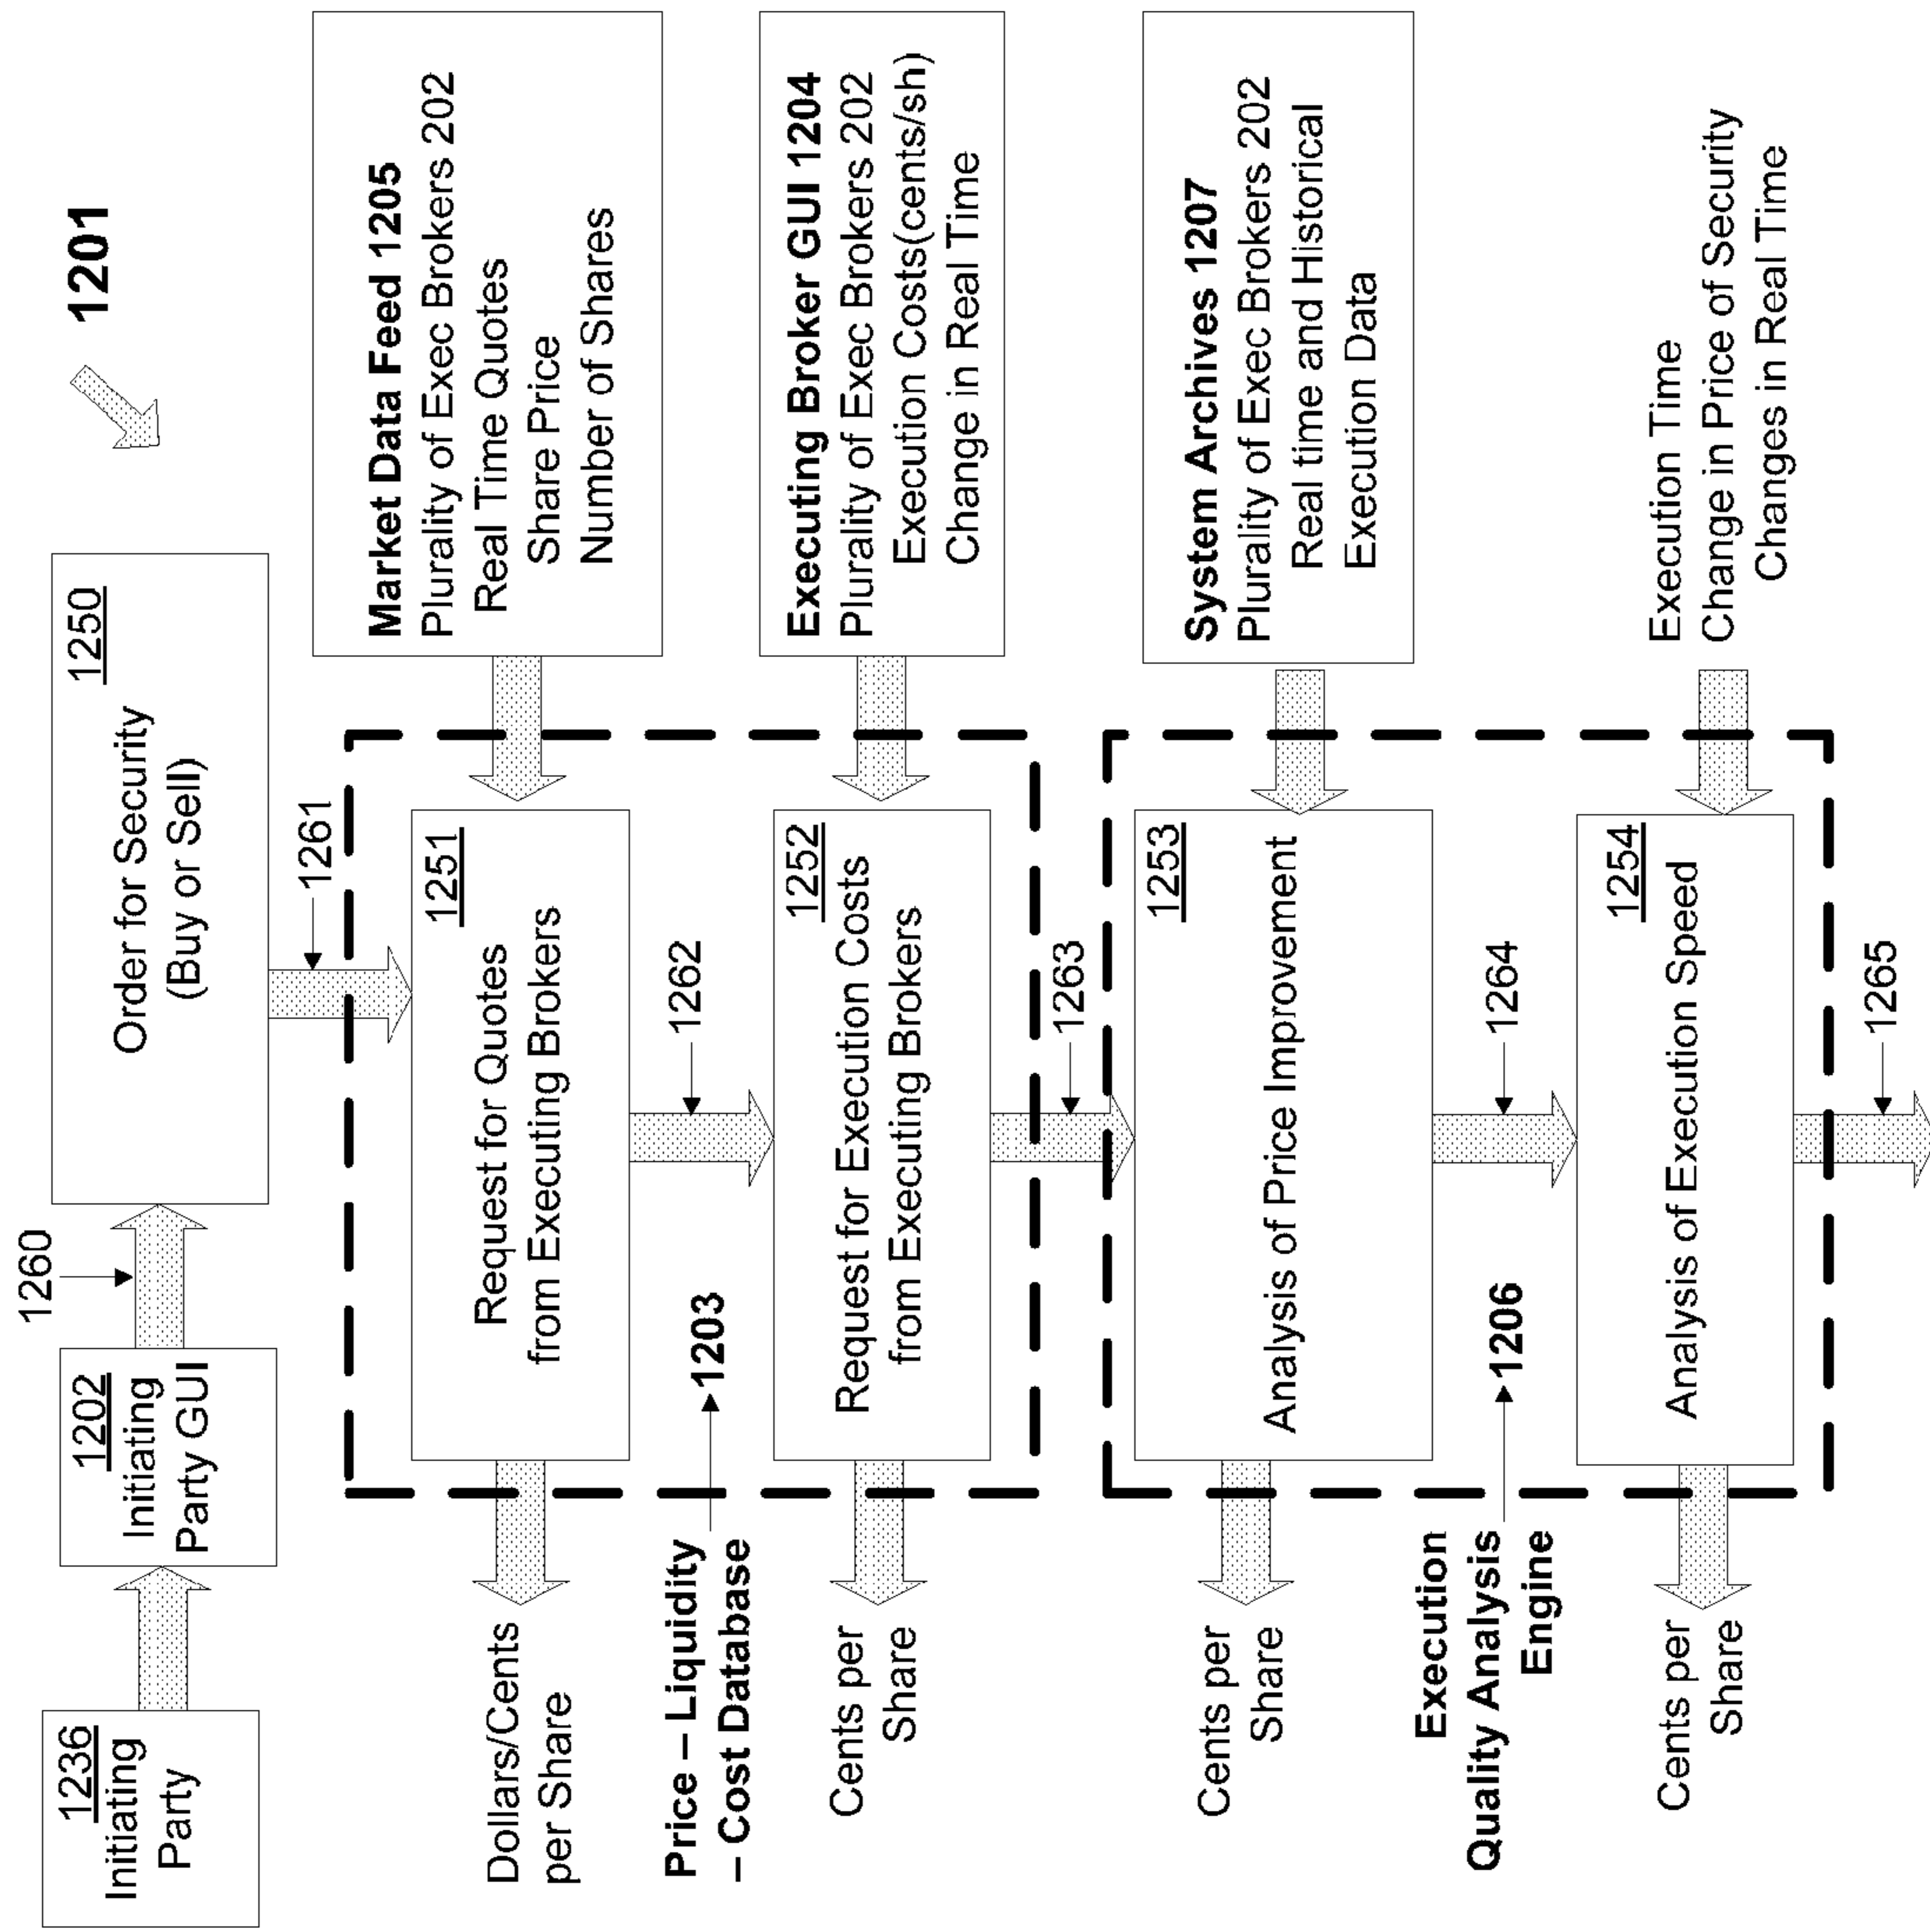 1201
1236
Initiating
Party
1202
Initiating
Party GUI
1260
1250
Order for Security
(Buy or Sell)
1261
Dollars/Cents
per Share
1251
Request for Quotes
from Executing Brokers
Market Data Feed 1205
Plurality of Exec Brokers 202
Real Time Quotes
Share Price
Number of Shares
Price – Liquidity
– Cost Database
1203
1262
Cents per
Share
1252
Request for Execution Costs
from Executing Brokers
Executing Broker GUI 1204
Plurality of Exec Brokers 202
Execution Costs(cents/sh)
Change in Real Time
1263
Cents per
Share
1253
Analysis of Price Improvement
System Archives 1207
Plurality of Exec Brokers 202
Real time and Historical
Execution Data
Execution
Quality Analysis
Engine
1206
1264
Cents per
Share
1254
Analysis of Execution Speed
Execution Time
Change in Price of Security
Changes in Real Time
1265